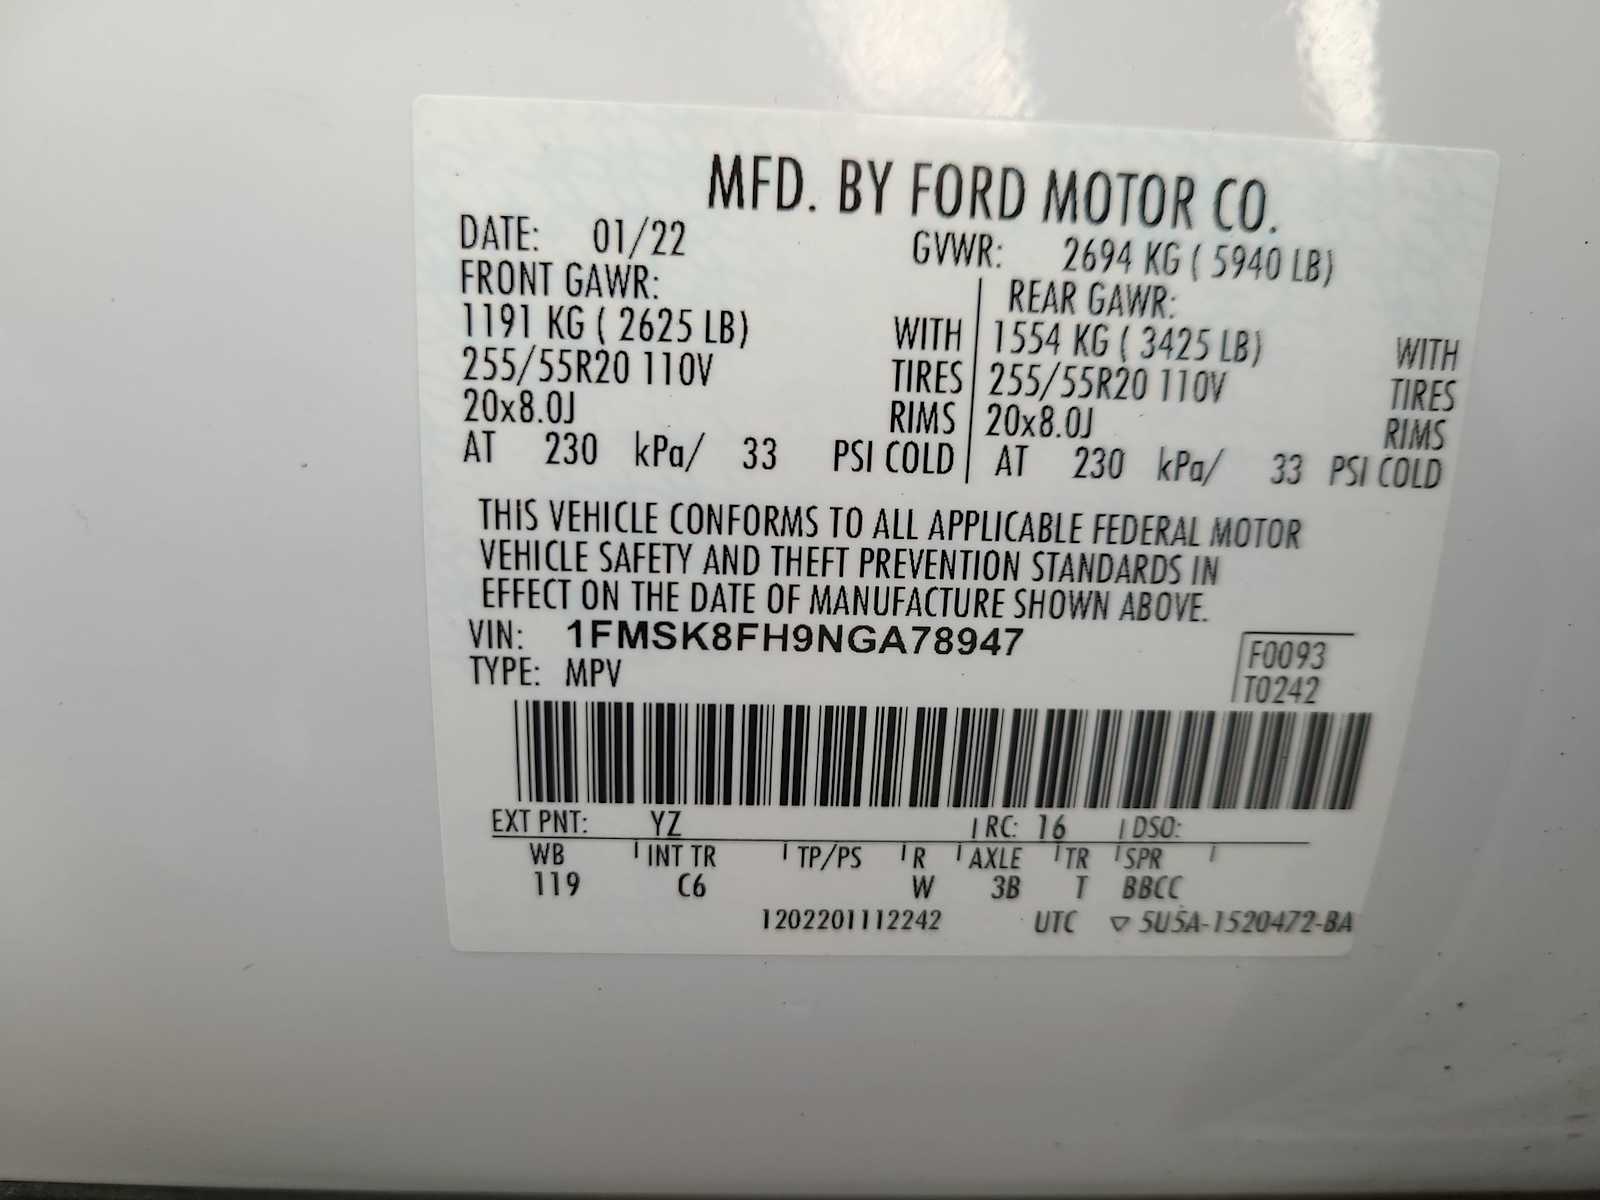 MFD. BY FORD MOTOR CO.
DATE: 01/22 GVWR: 2694 KG ( 5940 LB)
FRONT GAWR: REAR GAWR:
1191 KG ( 2625 LB) WITH 1554 KG ( 3425 LB) WITH
255/55R20 110V TIRES 255/55R20 110V TIRES
20x8.0J RIMS 20x8.0J RIMS
AT 230 kPa/ 33 PSI COLD AT 230 kPa/ 33 PSI COLD
THIS VEHICLE CONFORMS TO ALL APPLICABLE FEDERAL MOTOR
VEHICLE SAFETY AND THEFT PREVENTION STANDARDS IN
EFFECT ON THE DATE OF MANUFACTURE SHOWN ABOVE.
VIN: 1FMSK8FH9NGA78947 F0093
TYPE: MPV T0242
EXT PNT: YZ RC: 16 DSO:
WB INT TR TP/PS R AXLE TR SPR
119 C6 W 3B T BBCC
1202201112242 UTC ▽ 5U5A-1520472-BA